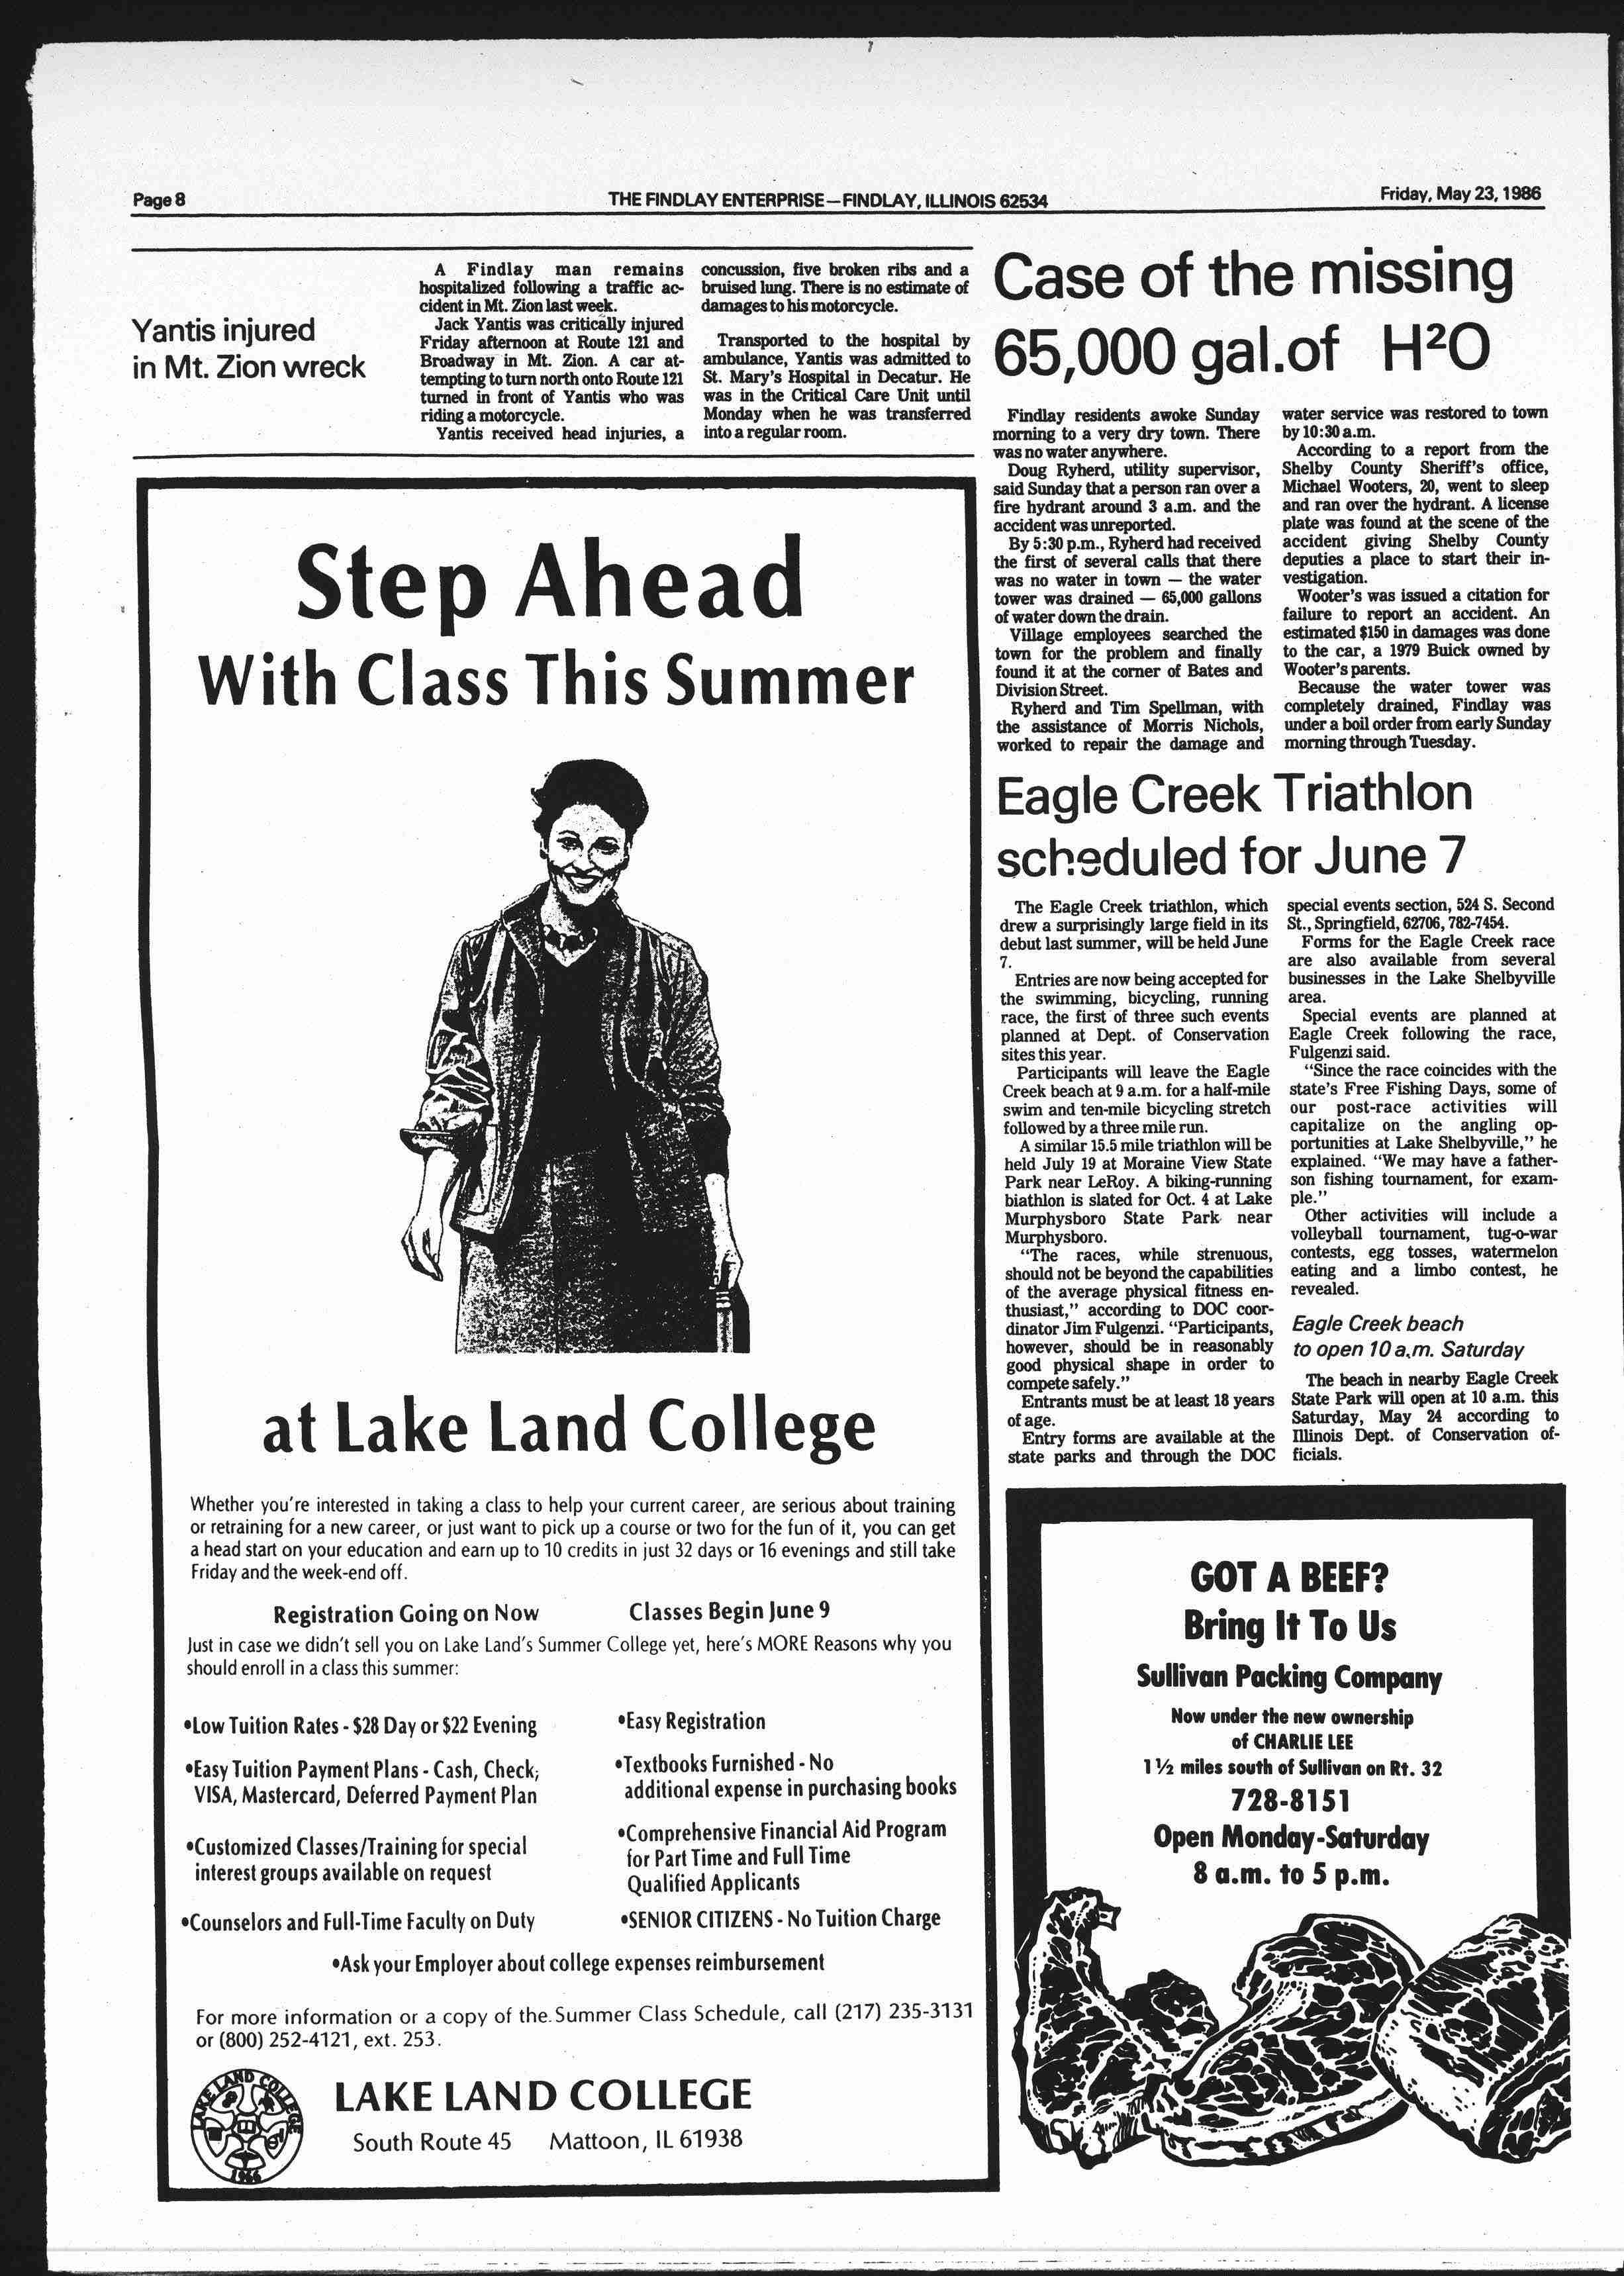 Page 8
THE FINDLAY ENTERPRISE—FINDLAY, ILLINOIS 62534
Friday, May 23, 1986
Yantis injured
in Mt. Zion wreck
A Findlay man remains
hospitalized following a traffic ac-
cident in Mt. Zion last week.
Jack Yantis was critically injured
Friday afternoon at Route 121 and
Broadway in Mt. Zion. A car at-
tempting to turn north onto Route 121
turned in front of Yantis who was
riding a motorcycle.
Yantis received head injuries, a
concussion, five broken ribs and a
bruised lung. There is no estimate of
damages to his motorcycle.
Transported to the hospital by
ambulance, Yantis was admitted to
St. Mary's Hospital in Decatur. He
was in the Critical Care Unit until
Monday when he was transferred
into a regular room.
Step Ahead
With Class This Summer
at Lake Land College
Whether you're interested in taking a class to help your current career, are serious about training
or retraining for a new career, or just want to pick up a course or two for the fun of it, you can get
a head start on your education and earn up to 10 credits in just 32 days or 16 evenings and still take
Friday and the week-end off.
Registration Going on Now
Classes Begin June 9
Just in case we didn't sell you on Lake Land's Summer College yet, here's MORE Reasons why you
should enroll in a class this summer:
•Low Tuition Rates - $28 Day or $22 Evening
•Easy Tuition Payment Plans - Cash, Check,
VISA, Mastercard, Deferred Payment Plan
•Customized Classes/Training for special
interest groups available on request
•Counselors and Full-Time Faculty on Duty
•Easy Registration
•Textbooks Furnished - No
additional expense in purchasing books
•Comprehensive Financial Aid Program
for Part Time and Full Time
Qualified Applicants
•SENIOR CITIZENS - No Tuition Charge
•Ask your Employer about college expenses reimbursement
For more information or a copy of the Summer Class Schedule, call (217) 235-3131
or (800) 252-4121, ext. 253.
LAKE LAND COLLEGE
1966
LAKE LAND COLLEGE
South Route 45 Mattoon, IL 61938
Case of the missing
65,000 gal.of H²O
Findlay residents awoke Sunday
morning to a very dry town. There
was no water anywhere.
Doug Ryherd, utility supervisor,
said Sunday that a person ran over a
fire hydrant around 3 a.m. and the
accident was unreported.
By 5:30 p.m., Ryherd had received
the first of several calls that there
was no water in town — the water
tower was drained — 65,000 gallons
of water down the drain.
Village employees searched the
town for the problem and finally
found it at the corner of Bates and
Division Street.
Ryherd and Tim Spellman, with
the assistance of Morris Nichols,
worked to repair the damage and
water service was restored to town
by 10:30 a.m.
According to a report from the
Shelby County Sheriff's office,
Michael Wooters, 20, went to sleep
and ran over the hydrant. A license
plate was found at the scene of the
accident giving Shelby County
deputies a place to start their in-
vestigation.
Wooter's was issued a citation for
failure to report an accident. An
estimated $150 in damages was done
to the car, a 1979 Buick owned by
Wooter's parents.
Because the water tower was
completely drained, Findlay was
under a boil order from early Sunday
morning through Tuesday.
Eagle Creek Triathlon
scheduled for June 7
The Eagle Creek triathlon, which
drew a surprisingly large field in its
debut last summer, will be held June
7.
Entries are now being accepted for
the swimming, bicycling, running
race, the first of three such events
planned at Dept. of Conservation
sites this year.
Participants will leave the Eagle
Creek beach at 9 a.m. for a half-mile
swim and ten-mile bicycling stretch
followed by a three mile run.
A similar 15.5 mile triathlon will be
held July 19 at Moraine View State
Park near LeRoy. A biking-running
biathlon is slated for Oct. 4 at Lake
Murphysboro State Park near
Murphysboro.
"The races, while strenuous,
should not be beyond the capabilities
of the average physical fitness en-
thusiast," according to DOC coor-
dinator Jim Fulgenzi. "Participants,
however, should be in reasonably
good physical shape in order to
compete safely."
Entrants must be at least 18 years
of age.
Entry forms are available at the
state parks and through the DOC
special events section, 524 S. Second
St., Springfield, 62706, 782-7454.
Forms for the Eagle Creek race
are also available from several
businesses in the Lake Shelbyville
area.
Special events are planned at
Eagle Creek following the race,
Fulgenzi said.
"Since the race coincides with the
state's Free Fishing Days, some of
our post-race activities will
capitalize on the angling op-
portunities at Lake Shelbyville," he
explained. "We may have a father-
son fishing tournament, for exam-
ple."
Other activities will include a
volleyball tournament, tug-o-war
contests, egg tosses, watermelon
eating and a limbo contest, he
revealed.
Eagle Creek beach
to open 10 a.m. Saturday
The beach in nearby Eagle Creek
State Park will open at 10 a.m. this
Saturday, May 24 according to
Illinois Dept. of Conservation of-
ficials.
GOT A BEEF?
Bring It To Us
Sullivan Packing Company
Now under the new ownership
of CHARLIE LEE
1 ½ miles south of Sullivan on Rt. 32
728-8151
Open Monday-Saturday
8 a.m. to 5 p.m.